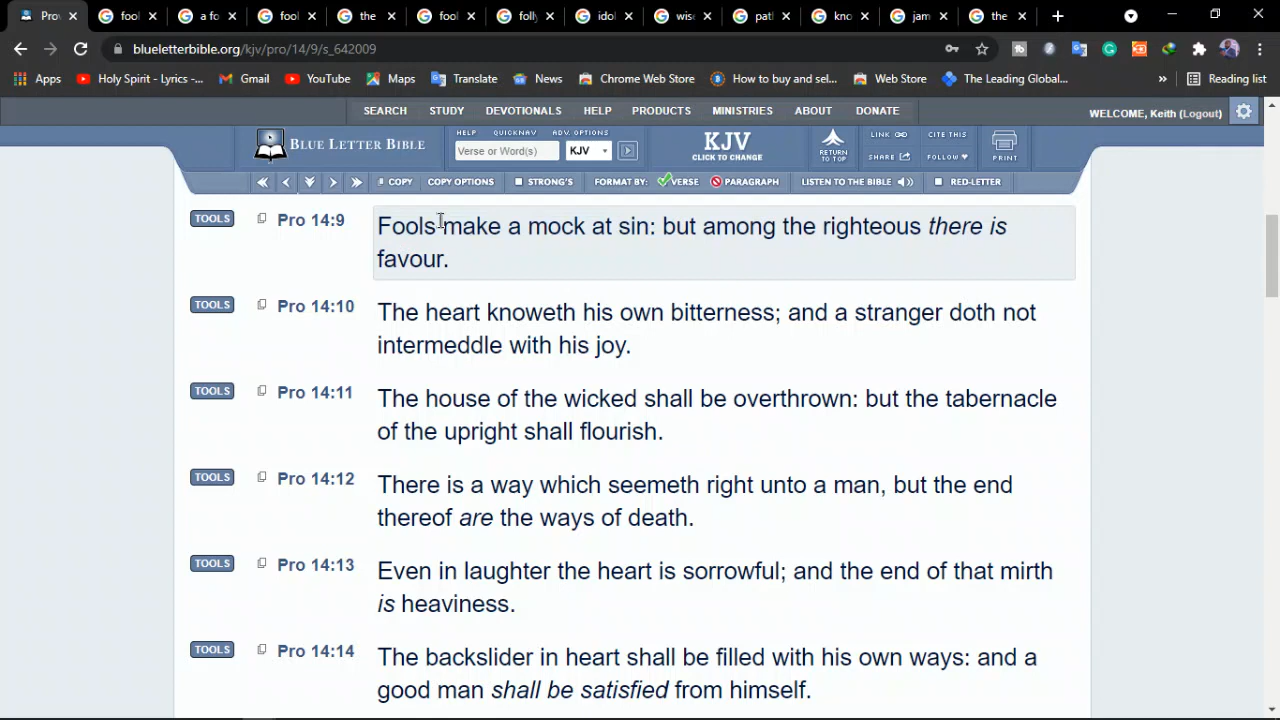 Prov
fool
a fo
fool
the
fool
folly
idol
wise
path
kno
jam
the
blueletterbible.org/kjv/pro/14/9/s_642009
Apps
Holy Spirit - Lyrics -...
Gmail
YouTube
Maps
Translate
News
Chrome Web Store
How to buy and sel...
Web Store
The Leading Global...
»
Reading list
SEARCH STUDY DEVOTIONALS HELP PRODUCTS MINISTRIES ABOUT DONATE
WELCOME, Keith (Logout)
BLUE LETTER BIBLE
HELP QUICKNAV ADV. OPTIONS
Verse or Word(s) KJV
KJV
CLICK TO CHANGE
RETURN
TO TOP
LINK
SHARE
CITE THIS
FOLLOW
PRINT
COPY COPY OPTIONS STRONG'S FORMAT BY: VERSE PARAGRAPH LISTEN TO THE BIBLE RED-LETTER
TOOLS Pro 14:9 Fools make a mock at sin: but among the righteous there is
favour.
TOOLS Pro 14:10 The heart knoweth his own bitterness; and a stranger doth not
intermeddle with his joy.
TOOLS Pro 14:11 The house of the wicked shall be overthrown: but the tabernacle
of the upright shall flourish.
TOOLS Pro 14:12 There is a way which seemeth right unto a man, but the end
thereof are the ways of death.
TOOLS Pro 14:13 Even in laughter the heart is sorrowful; and the end of that mirth
is heaviness.
TOOLS Pro 14:14 The backslider in heart shall be filled with his own ways: and a
good man shall be satisfied from himself.